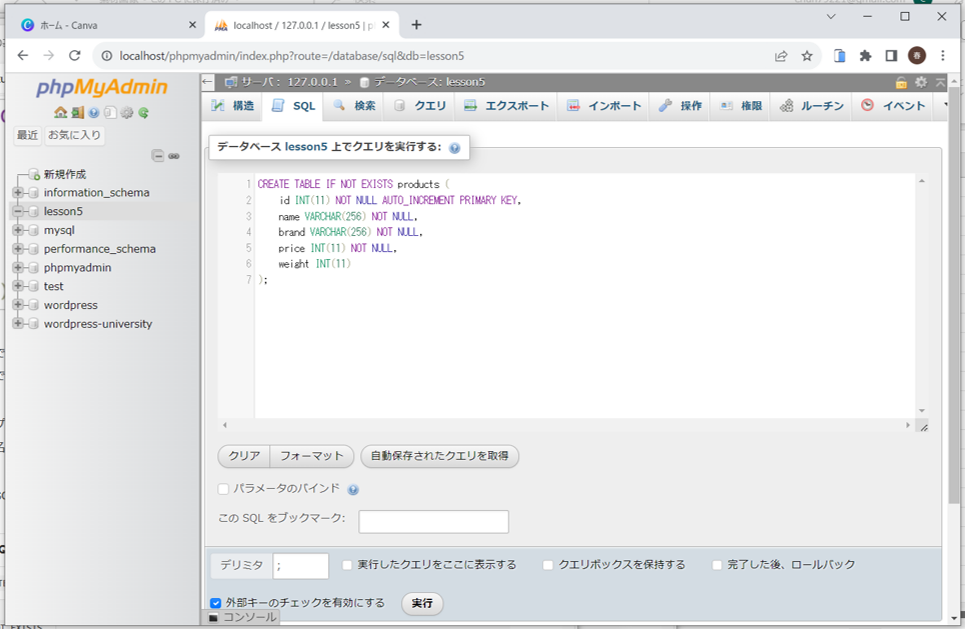 ホーム - Canva
localhost / 127.0.0.1 / lesson5 | p
localhost/phpmyadmin/index.php?route=/database/sql&db=lesson5
春
phpMyAdmin
最近 お気に入り
新規作成
information_schema
lesson5
mysql
performance_schema
phpmyadmin
test
wordpress
wordpress-university
サーバ: 127.0.0.1 » データベース: lesson5
構造 SQL 検索 クエリ エクスポート インポート 操作 権限 ルーチン イベント
データベース lesson5 上でクエリを実行する:
1 CREATE TABLE IF NOT EXISTS products (
2 id INT(11) NOT NULL AUTO_INCREMENT PRIMARY KEY,
3 name VARCHAR(256) NOT NULL,
4 brand VARCHAR(256) NOT NULL,
5 price INT(11) NOT NULL,
6 weight INT(11)
7 );
クリア フォーマット 自動保存されたクエリを取得
パラメータのバインド
この SQL をブックマーク:
デリミタ ; 実行したクエリをここに表示する クエリボックスを保持する 完了した後、ロールバック
外部キーのチェックを有効にする 実行
コンソール